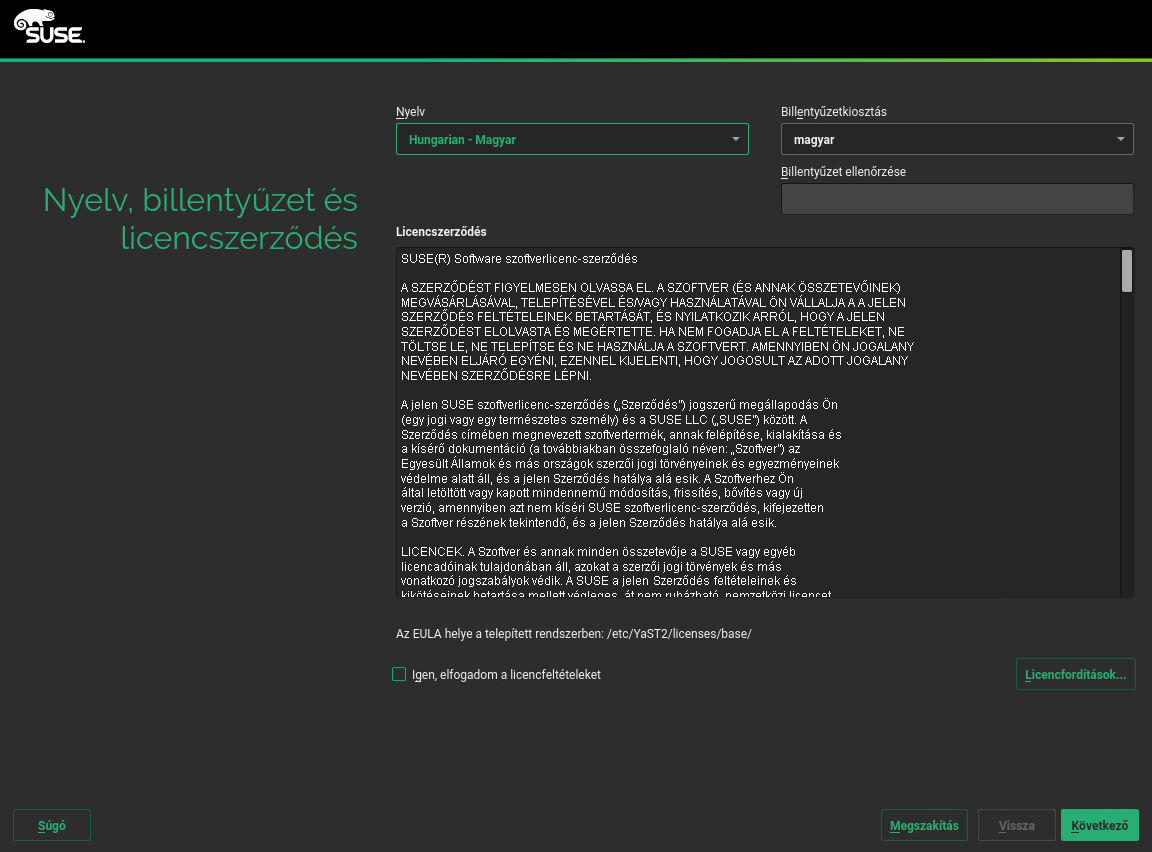 SUSE.
Nyelv
Billentyűzetkiosztás
Hungarian - Magyar
magyar
Billentyűzet ellenőrzése
Nyelv, billentyűzet és
licencszerződés
Licencszerződés
SUSE(R) Software szoftverlicenc-szerződés
A SZERZŐDÉST FIGYELMESEN OLVASSA EL. A SZOFTVER (ÉS ANNAK ÖSSZETEVŐINEK)
MEGVÁSÁRLÁSÁVAL, TELEPÍTÉSÉVEL ÉS/VAGY HASZNÁLATÁVAL ÖN VÁLLALJA A A JELEN
SZERZŐDÉS FELTÉTELEINEK BETARTÁSÁT, ÉS NYILATKOZIK ARRÓL, HOGY A JELEN
SZERZŐDÉST ELOLVASTA ÉS MEGÉRTETTE. HA NEM FOGADJA EL A FELTÉTELEKET, NE
TÖLTSE LE, NE TELEPÍTSE ÉS NE HASZNÁLJA A SZOFTVERT. AMENNYIBEN ÖN JOGALANY
NEVÉBEN ELJÁRÓ EGYÉNI, EZENNEL KIJELENTI, HOGY JOGOSULT AZ ADOTT JOGALANY
NEVÉBEN SZERZŐDÉSRE LÉPNI.
A jelen SUSE szoftverlicenc-szerződés („Szerződés”) jogszerű megállapodás Ön
(egy jogi vagy egy természetes személy) és a SUSE LLC („SUSE”) között. A
Szerződés címében megnevezett szoftvertermék, annak felépítése, kialakítása és
a kísérő dokumentáció (a továbbiakban összefoglaló néven: „Szoftver”) az
Egyesült Államok és más országok szerzői jogi törvényeinek és egyezményeinek
védelme alatt áll, és a jelen Szerződés hatálya alá esik. A Szoftverhez Ön
által letöltött vagy kapott mindennemű módosítás, frissítés, bővítés vagy új
verzió, amennyiben azt nem kíséri SUSE szoftverlicenc-szerződés, kifejezetten
a Szoftver részének tekintendő, és a jelen Szerződés hatálya alá esik.
LICENCEK. A Szoftver és annak minden összetevője a SUSE vagy egyéb
licencadóinak tulajdonában áll, azokat a szerzői jogi törvények és más
vonatkozó jogszabályok védik. A SUSE a jelen Szerződés feltételeinek és
kikötéseinek betartása mellett végleges, át nem ruházható, nemzetközi licencet
Az EULA helye a telepített rendszerben: /etc/YaST2/licenses/base/
Igen, elfogadom a licencfeltételeket
Licencfordítások...
Súgó
Megszakítás
Vissza
Következő